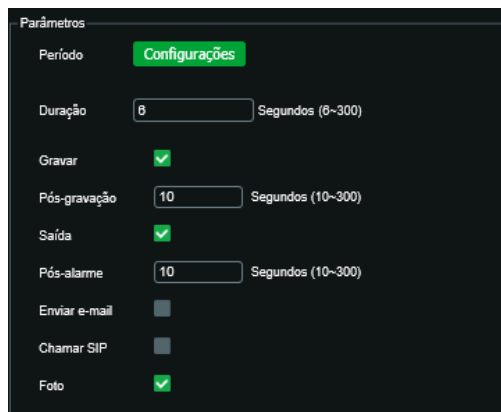 Parâmetros
Período Configurações
Duração 6 Segundos (6~300)
Gravar
Pós-gravação 10 Segundos (10~300)
Saída
Pós-alarme 10 Segundos (10~300)
Enviar e-mail
Chamar SIP
Foto